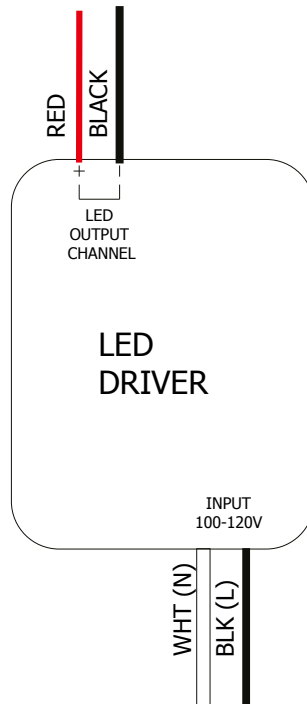 RED
BLACK
+
-
LED
OUTPUT
CHANNEL
LED
DRIVER
INPUT
100-120V
WHT (N)
BLK (L)